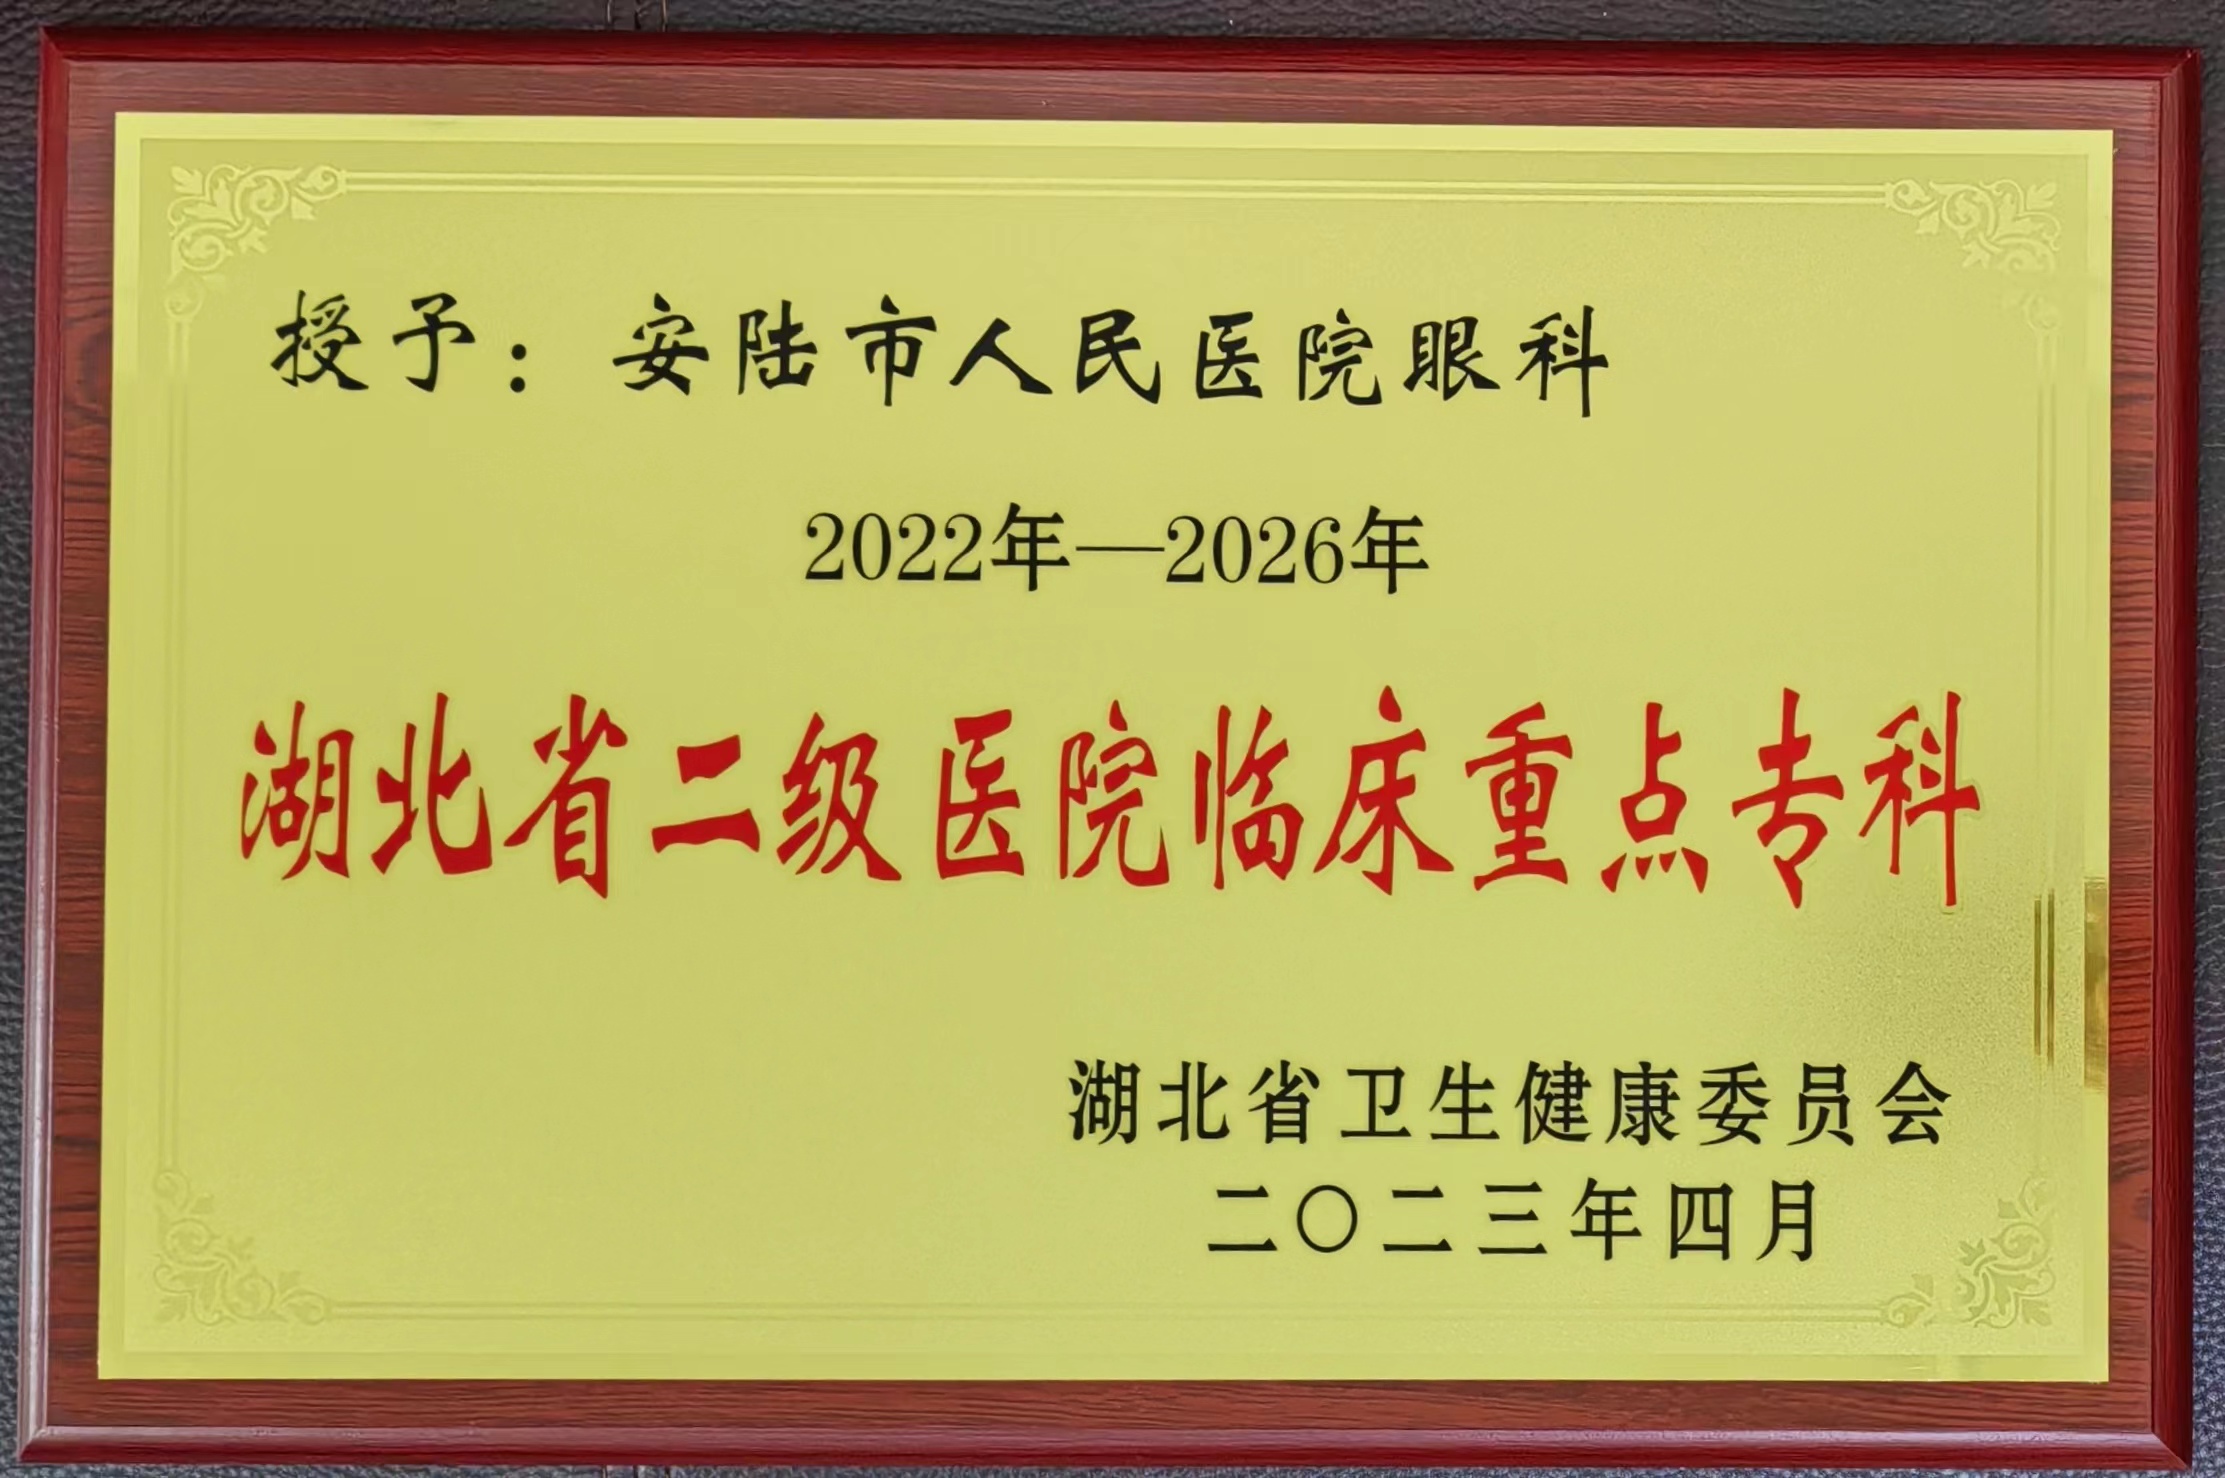 授予：安陆市人民医院眼科
2022年—2026年
湖北省二级医院临床重点专科
湖北省卫生健康委员会
二〇二三年四月